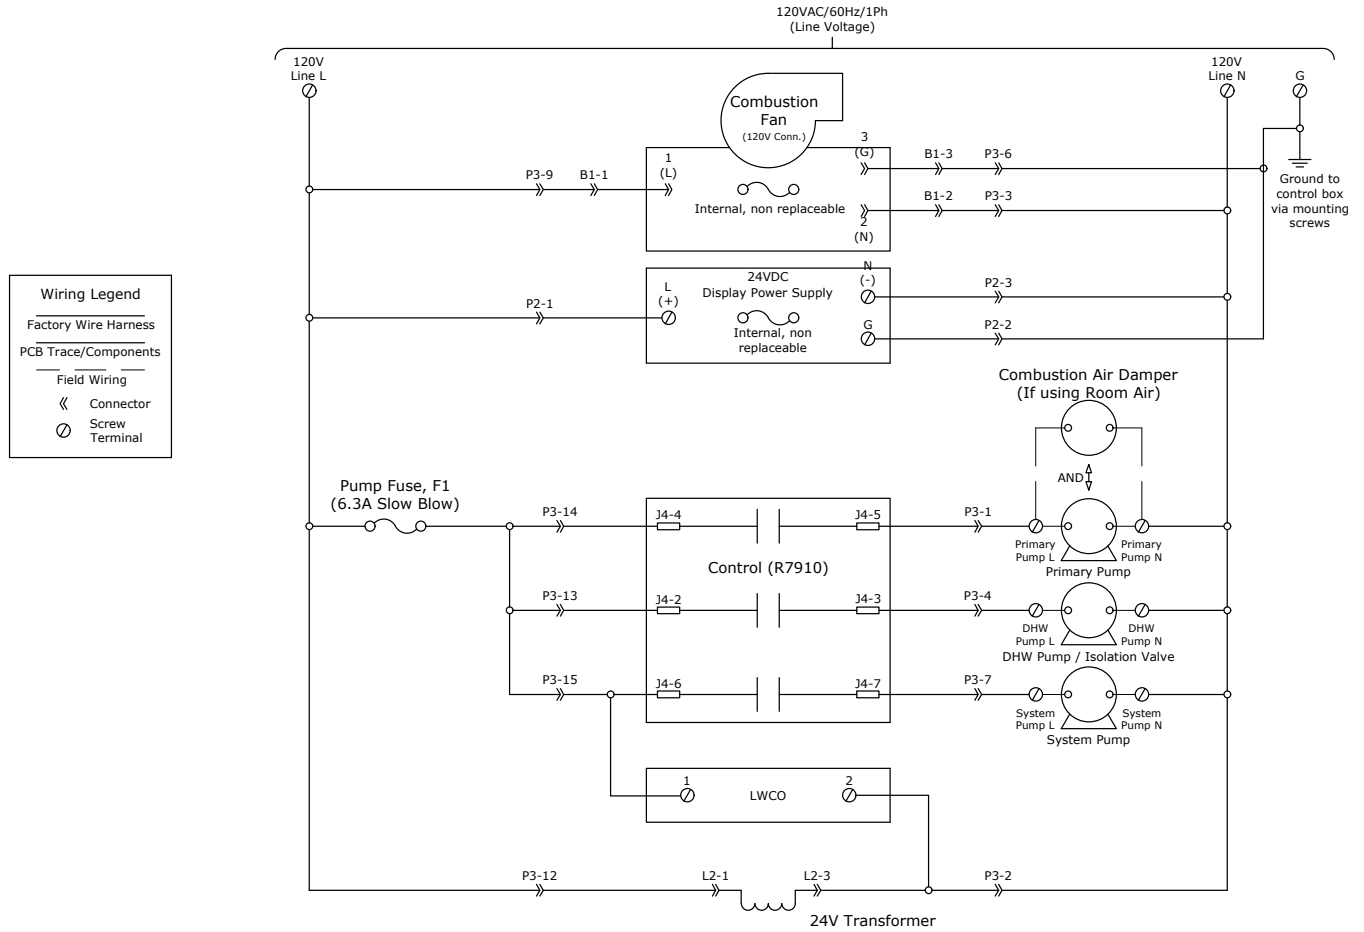 120VAC/60Hz/1Ph
(Line Voltage)
120V
Line L
120V
Line N
G
Combustion
Fan
(120V Conn.)
1
(L)
3
(G)
P3-9
B1-1
B1-3
P3-6
Internal, non replaceable
B1-2
P3-3
2
(N)
Ground to
control box
via mounting
screws
Wiring Legend
Factory Wire Harness
PCB Trace/Components
Field Wiring
Connector
Screw
Terminal
24VDC
Display Power Supply
L
(+)
N
(-)
P2-1
P2-3
Internal, non
replaceable
G
P2-2
Combustion Air Damper
(If using Room Air)
AND
Pump Fuse, F1
(6.3A Slow Blow)
P3-14
J4-4
J4-5
P3-1
Primary
Pump L
Primary
Pump N
Primary Pump
Control (R7910)
P3-13
J4-2
J4-3
P3-4
DHW
Pump L
DHW
Pump N
DHW Pump / Isolation Valve
P3-15
J4-6
J4-7
P3-7
System
Pump L
System
Pump N
System Pump
1
LWCO
2
P3-12
L2-1
L2-3
P3-2
24V Transformer